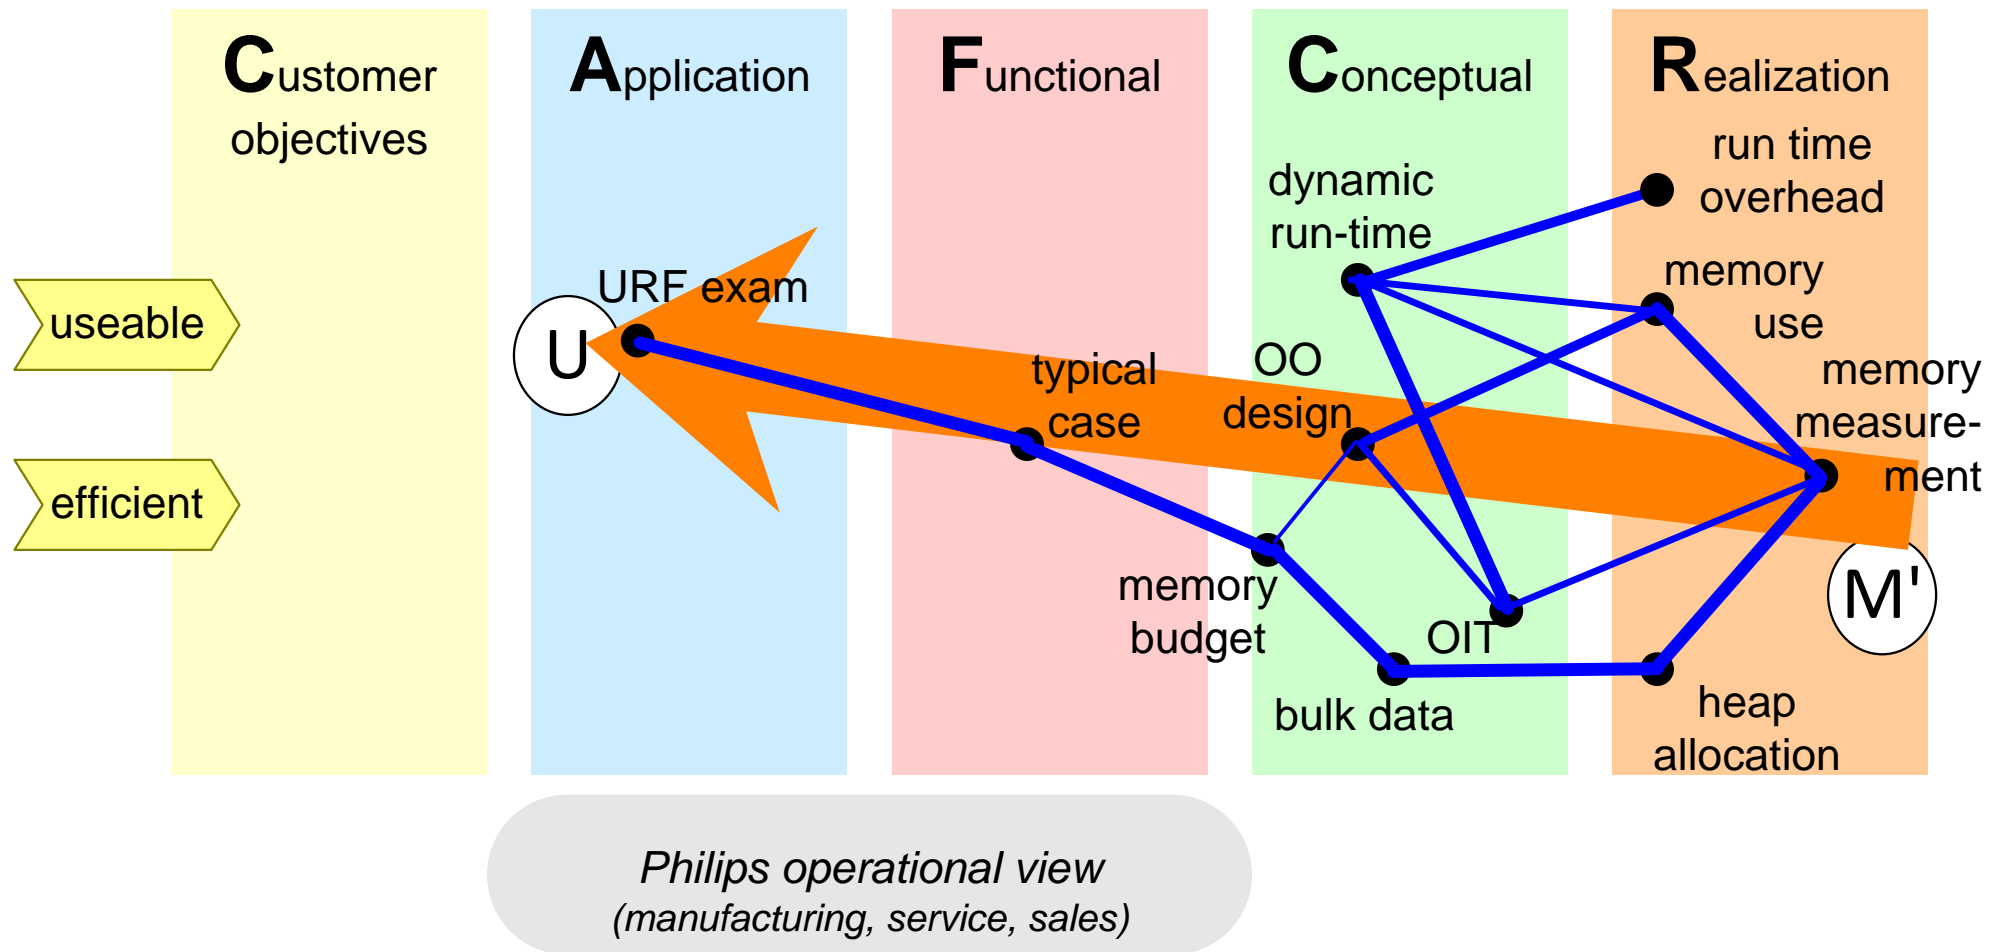 Customer
objectives
Application
Functional
Conceptual
Realization
run time
overhead
dynamic
run-time
memory
use
URF exam
useable
U
typical
case
OO
design
memory
measure-
ment
efficient
memory
budget
OIT
M'
bulk data
heap
allocation
Philips operational view
(manufacturing, service, sales)